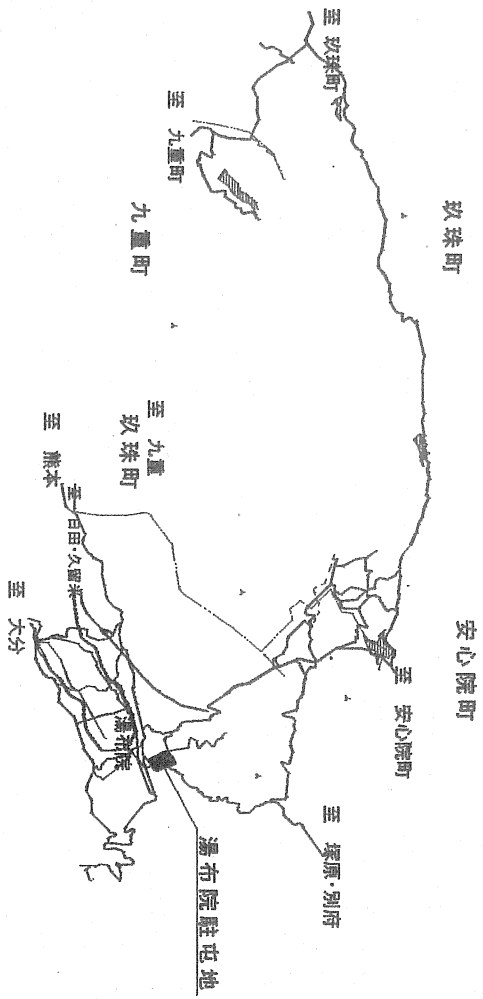 至 玖珠町
玖珠町
至 九重町
九重町
至 九重
玖珠町
至 熊本
至 日田・久留米
至 大分
湯布院
安心院町
至 安心院町
至 塚原・別府
湯布院駐屯地